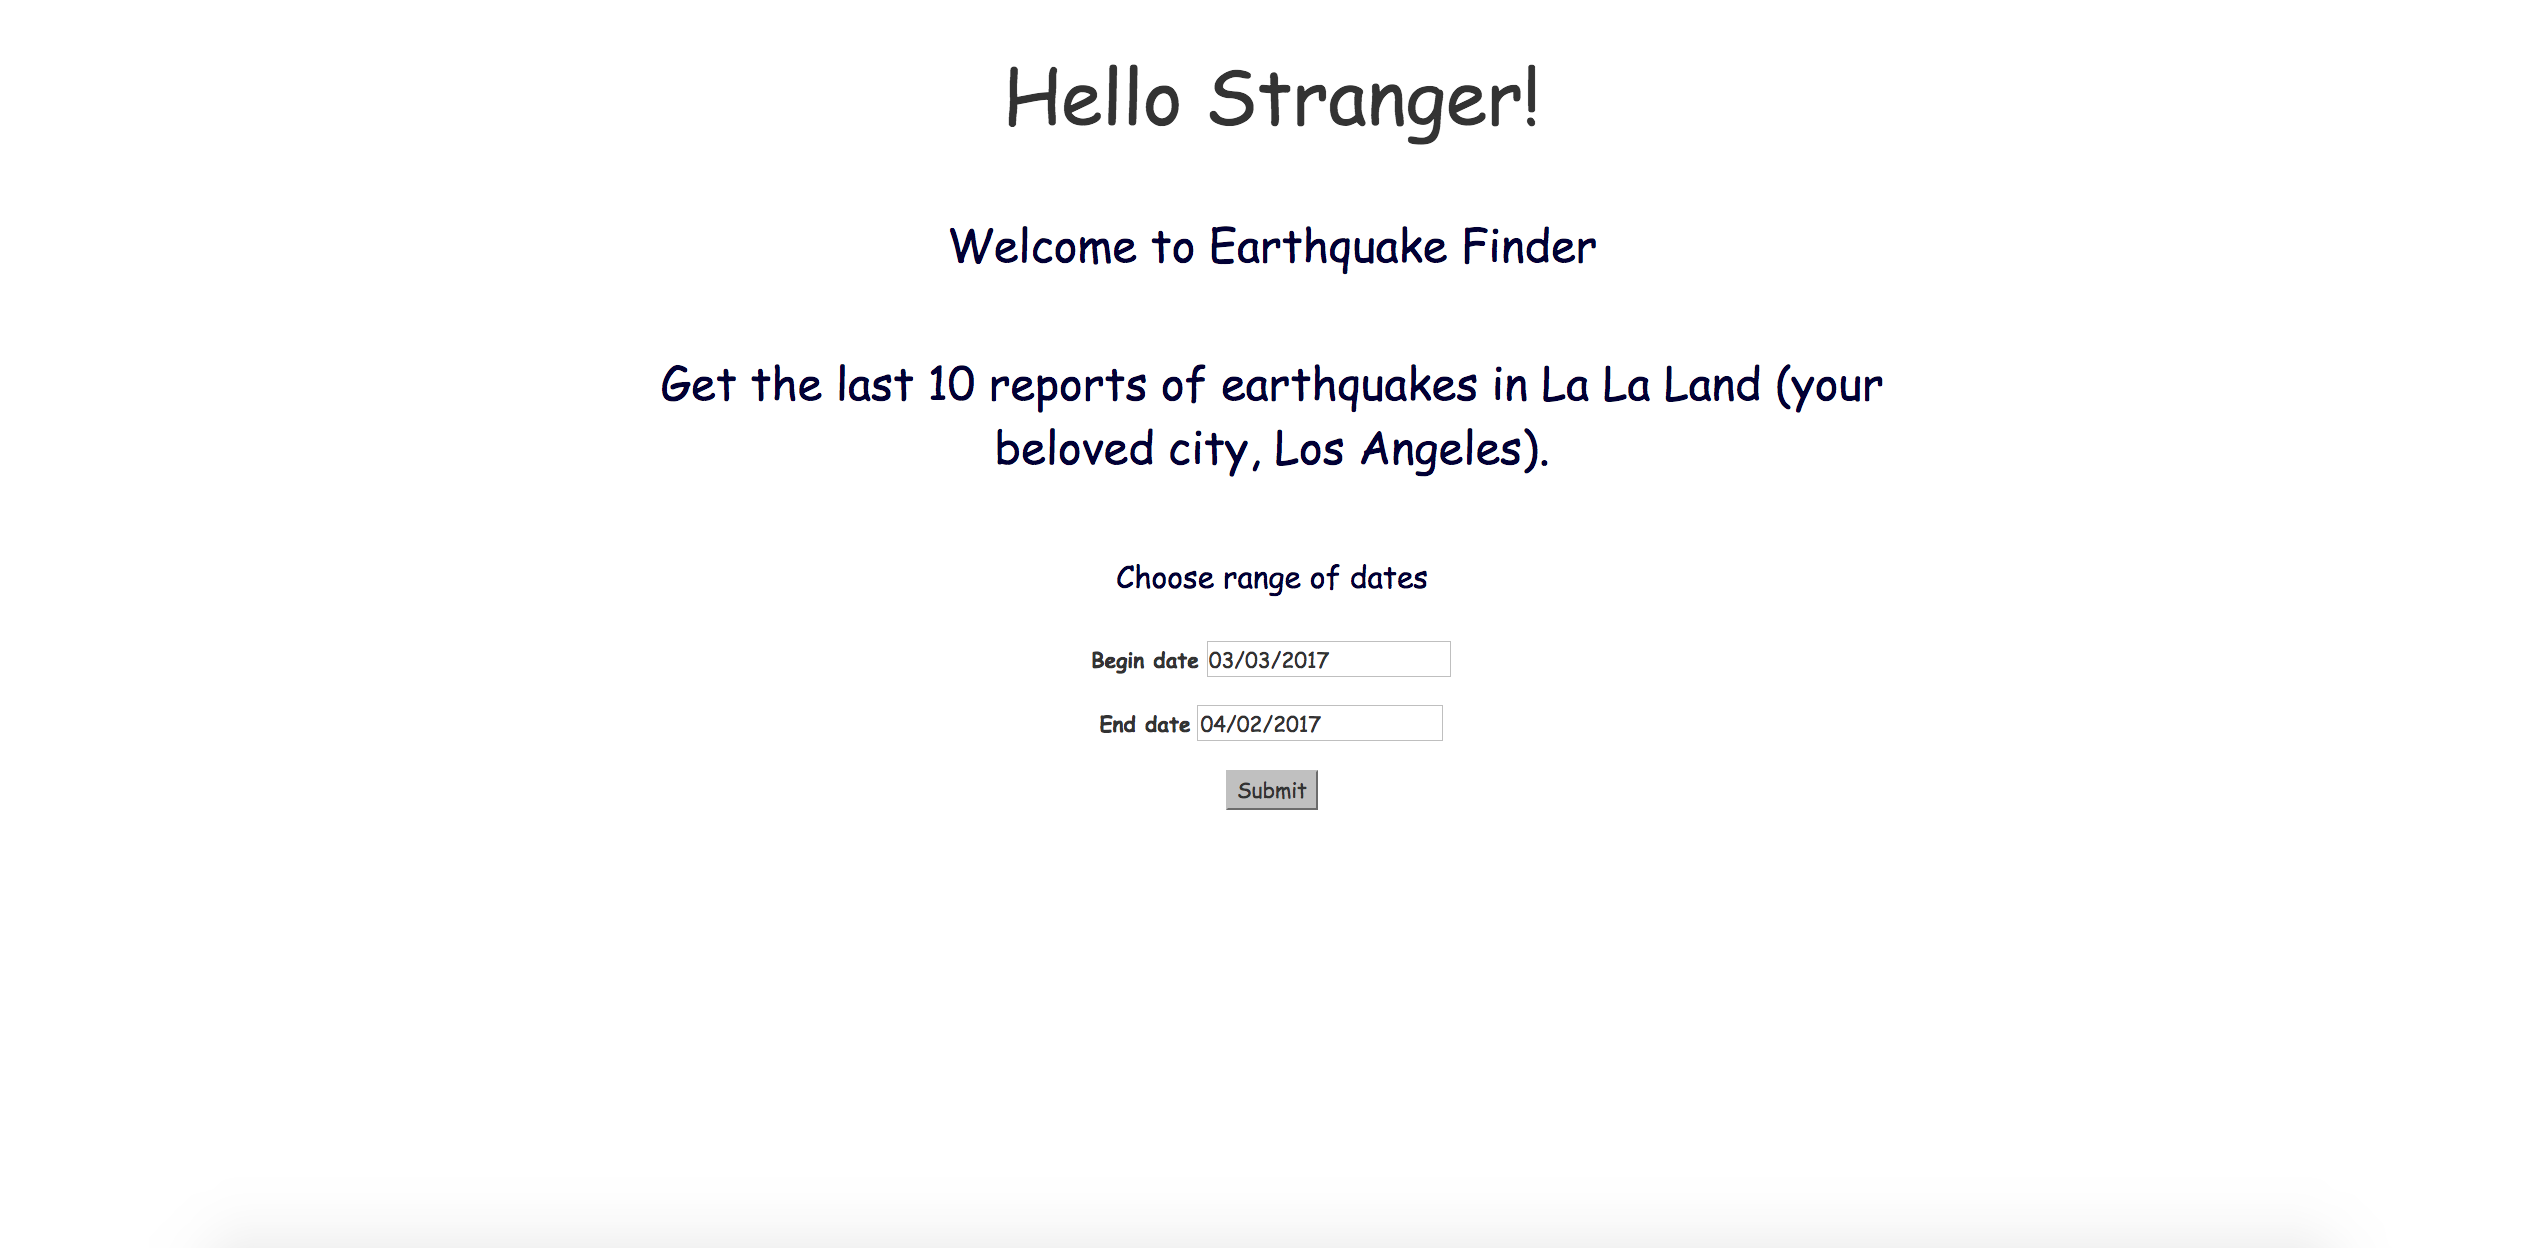 Hello Stranger!
Welcome to Earthquake Finder
Get the last 10 reports of earthquakes in La La Land (your
beloved city, Los Angeles).
Choose range of dates
Begin date 03/03/2017
End date 04/02/2017
Submit